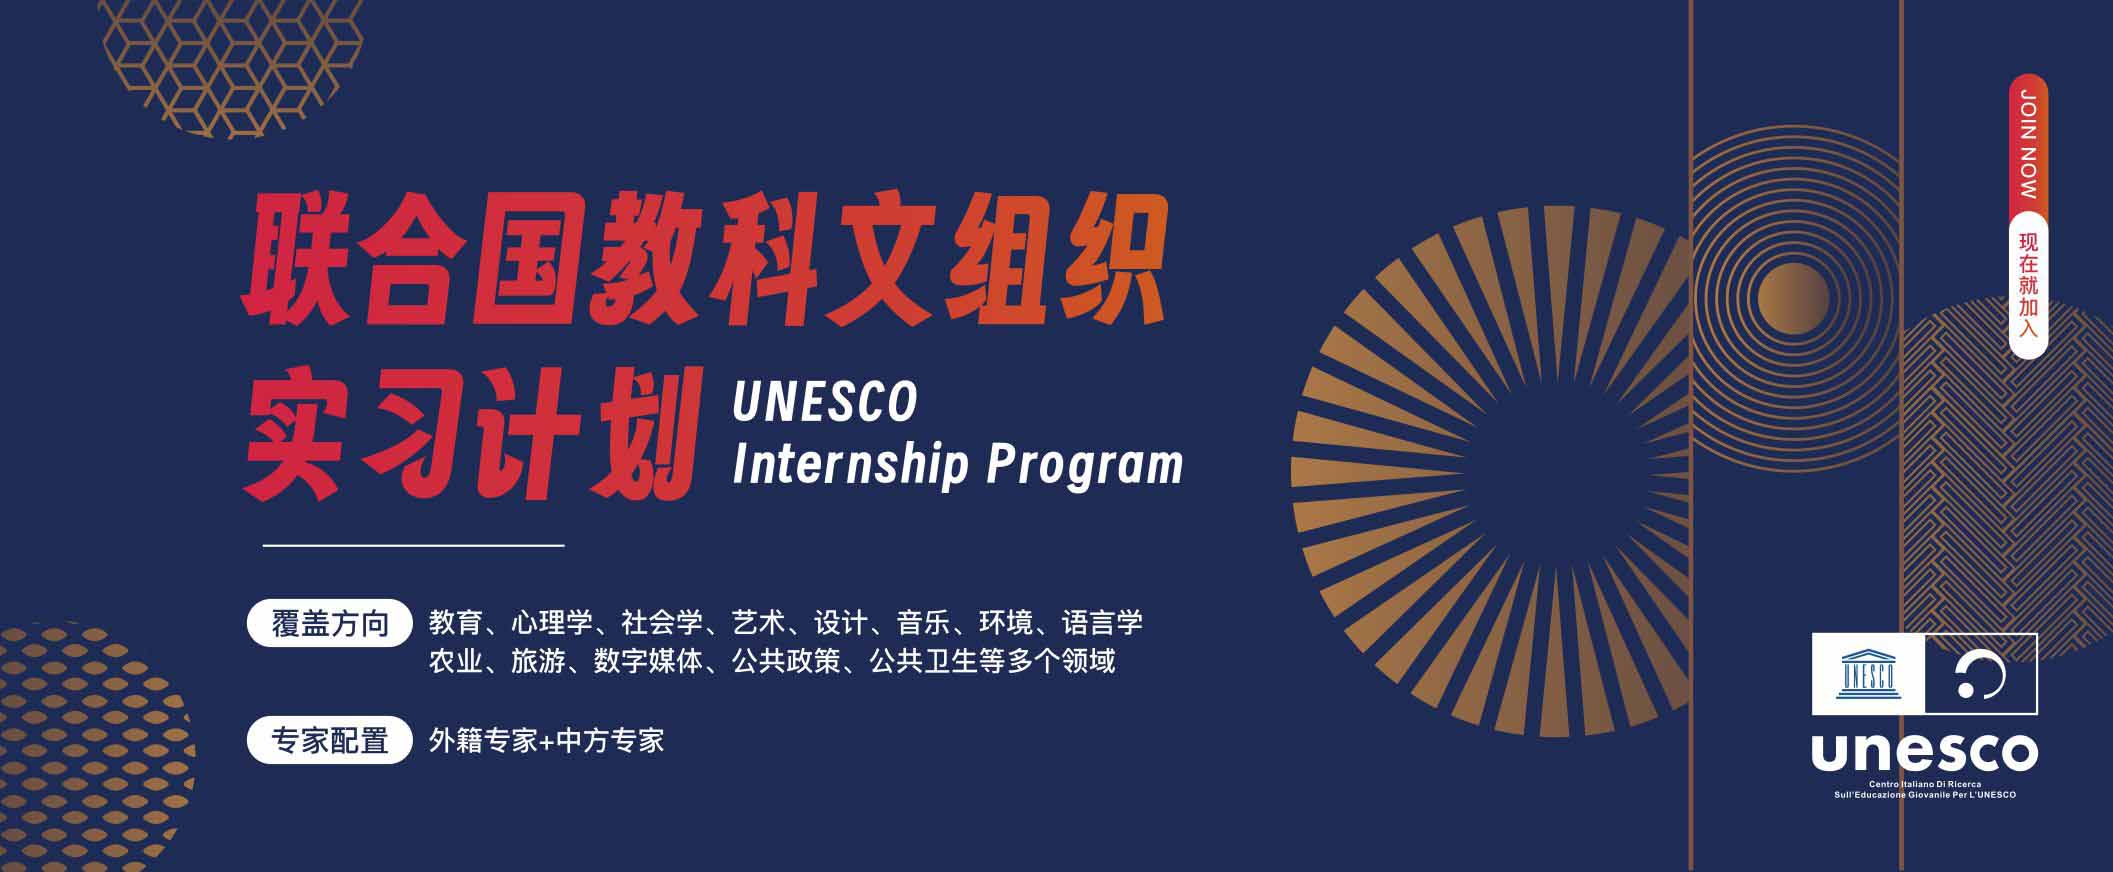 联合国教科文组织
实习计划
UNESCO
Internship Program
覆盖方向
教育、心理学、社会学、艺术、设计、音乐、环境、语言学
农业、旅游、数字媒体、公共政策、公共卫生等多个领域
专家配置
外籍专家+中方专家
JOIN NOW
现在就加入
UNESCO
unesco
Centro Italiano Di Ricerca
Sull'Educazione Giovanile Per L'UNESCO